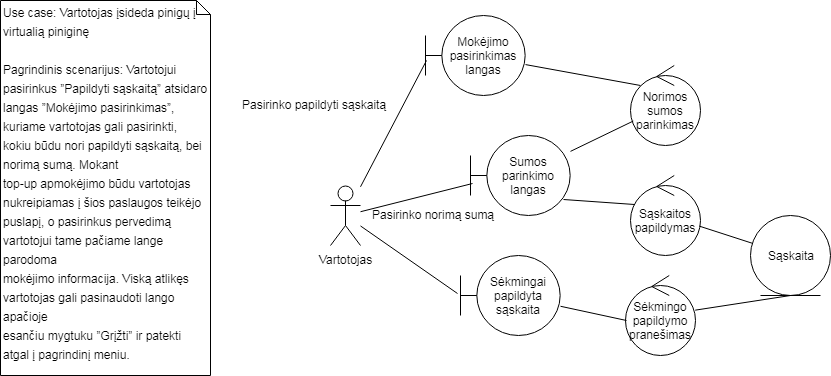 Use case: Vartotojas įsideda pinigų į
virtualią piniginę
Pagrindinis scenarijus: Vartotojui
pasirinkus "Papildyti sąskaitą" atsidaro
langas "Mokėjimo pasirinkimas",
kuriame vartotojas gali pasirinkti,
kokiu būdu nori papildyti sąskaitą, bei
norimą sumą. Mokant
top-up apmokėjimo būdu vartotojas
nukreipiamas į šios paslaugos teikėjo
puslapį, o pasirinkus pervedimą
vartotojui tame pačiame lange
parodoma
mokėjimo informacija. Viską atlikęs
vartotojas gali pasinaudoti lango
apačioje
esančiu mygtuku "Grįžti" ir patekti
atgal į pagrindinį meniu.
Pasirinko papildyti sąskaitą
Mokėjimo
pasirinkimas
langas
Norimos
sumos
parinkimas
Sumos
parinkimo
langas
Pasirinko norimą sumą
Vartotojas
Sąskaitos
papildymas
Sąskaita
Sėkmingai
papildyta
sąskaita
Sėkmingo
papildymo
pranešimas